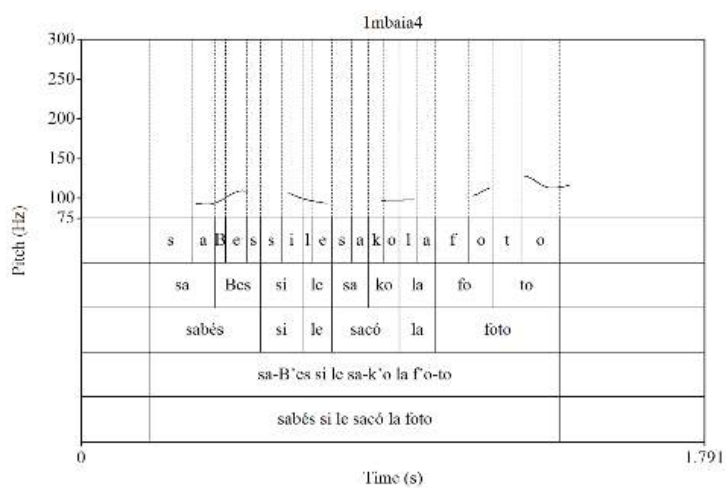 1mbaia4
300
250
200
150
100
75
Pitch (Hz)
s a B e s s i l e s a k o l a f o t o
sa Bes si le sa ko la fo to
sabés si le sacó la foto
sa-B'es si le sa-k'o la f'o-to
sabés si le sacó la foto
0 1.791
Time (s)